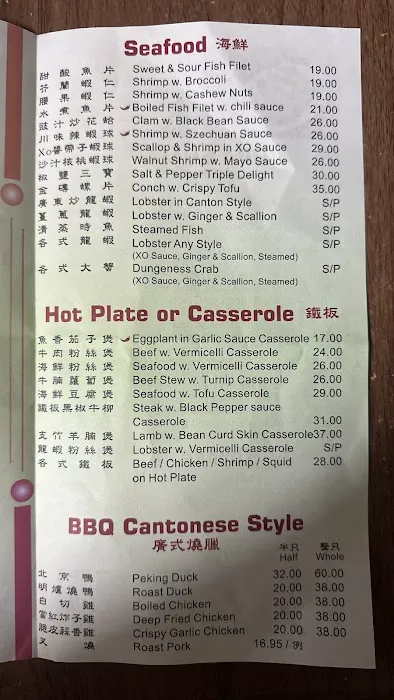 Seafood 海鮮
甜酸魚片 Sweet & Sour Fish Filet 19.00
芥蘭蝦仁 Shrimp w. Broccoli 19.00
腰果蝦仁 Shrimp w. Cashew Nuts 19.00
水煮魚片 Boiled Fish Filet w. chili sauce 21.00
豉汁炒花蛤 Clam w. Black Bean Sauce 26.00
川味辣蝦球 Shrimp w. Szechuan Sauce 26.00
Xo醬帶子蝦球 Scallop & Shrimp in XO Sauce 29.00
沙汁核桃蝦球 Walnut Shrimp w. Mayo Sauce 26.00
椒鹽三寶 Salt & Pepper Triple Delight 30.00
金磚螺片 Conch w. Crispy Tofu 35.00
廣東炒龍蝦 Lobster in Canton Style S/P
薑蔥龍蝦 Lobster w. Ginger & Scallion S/P
清蒸時魚 Steamed Fish S/P
各式龍蝦 Lobster Any Style S/P
(XO Sauce, Ginger & Scallion, Steamed)
各式大蟹 Dungeness Crab S/P
(XO Sauce, Ginger & Scallion, Steamed)
Hot Plate or Casserole 鐵板
魚香茄子煲 Eggplant in Garlic Sauce Casserole 17.00
牛肉粉絲煲 Beef w. Vermicelli Casserole 24.00
海鮮粉絲煲 Seafood w. Vermicelli Casserole 26.00
牛腩蘿蔔煲 Beef Stew w. Turnip Casserole 26.00
海鮮豆腐煲 Seafood w. Tofu Casserole 29.00
鐵板黑椒牛柳 Steak w. Black Pepper sauce
Casserole 31.00
支竹羊腩煲 Lamb w. Bean Curd Skin Casserole 37.00
龍蝦粉絲煲 Lobster w. Vermicelli Casserole S/P
各式鐵板 Beef / Chicken / Shrimp / Squid 28.00
on Hot Plate
BBQ Cantonese Style
廣式燒臘 半只 整只
Half Whole
北京鴨 Peking Duck 32.00 60.00
明爐燒鴨 Roast Duck 20.00 38.00
白切雞 Boiled Chicken 20.00 38.00
當紅炸子雞 Deep Fried Chicken 20.00 38.00
脆皮蒜香雞 Crispy Garlic Chicken 20.00 38.00
叉燒 Roast Pork 16.95 / 例